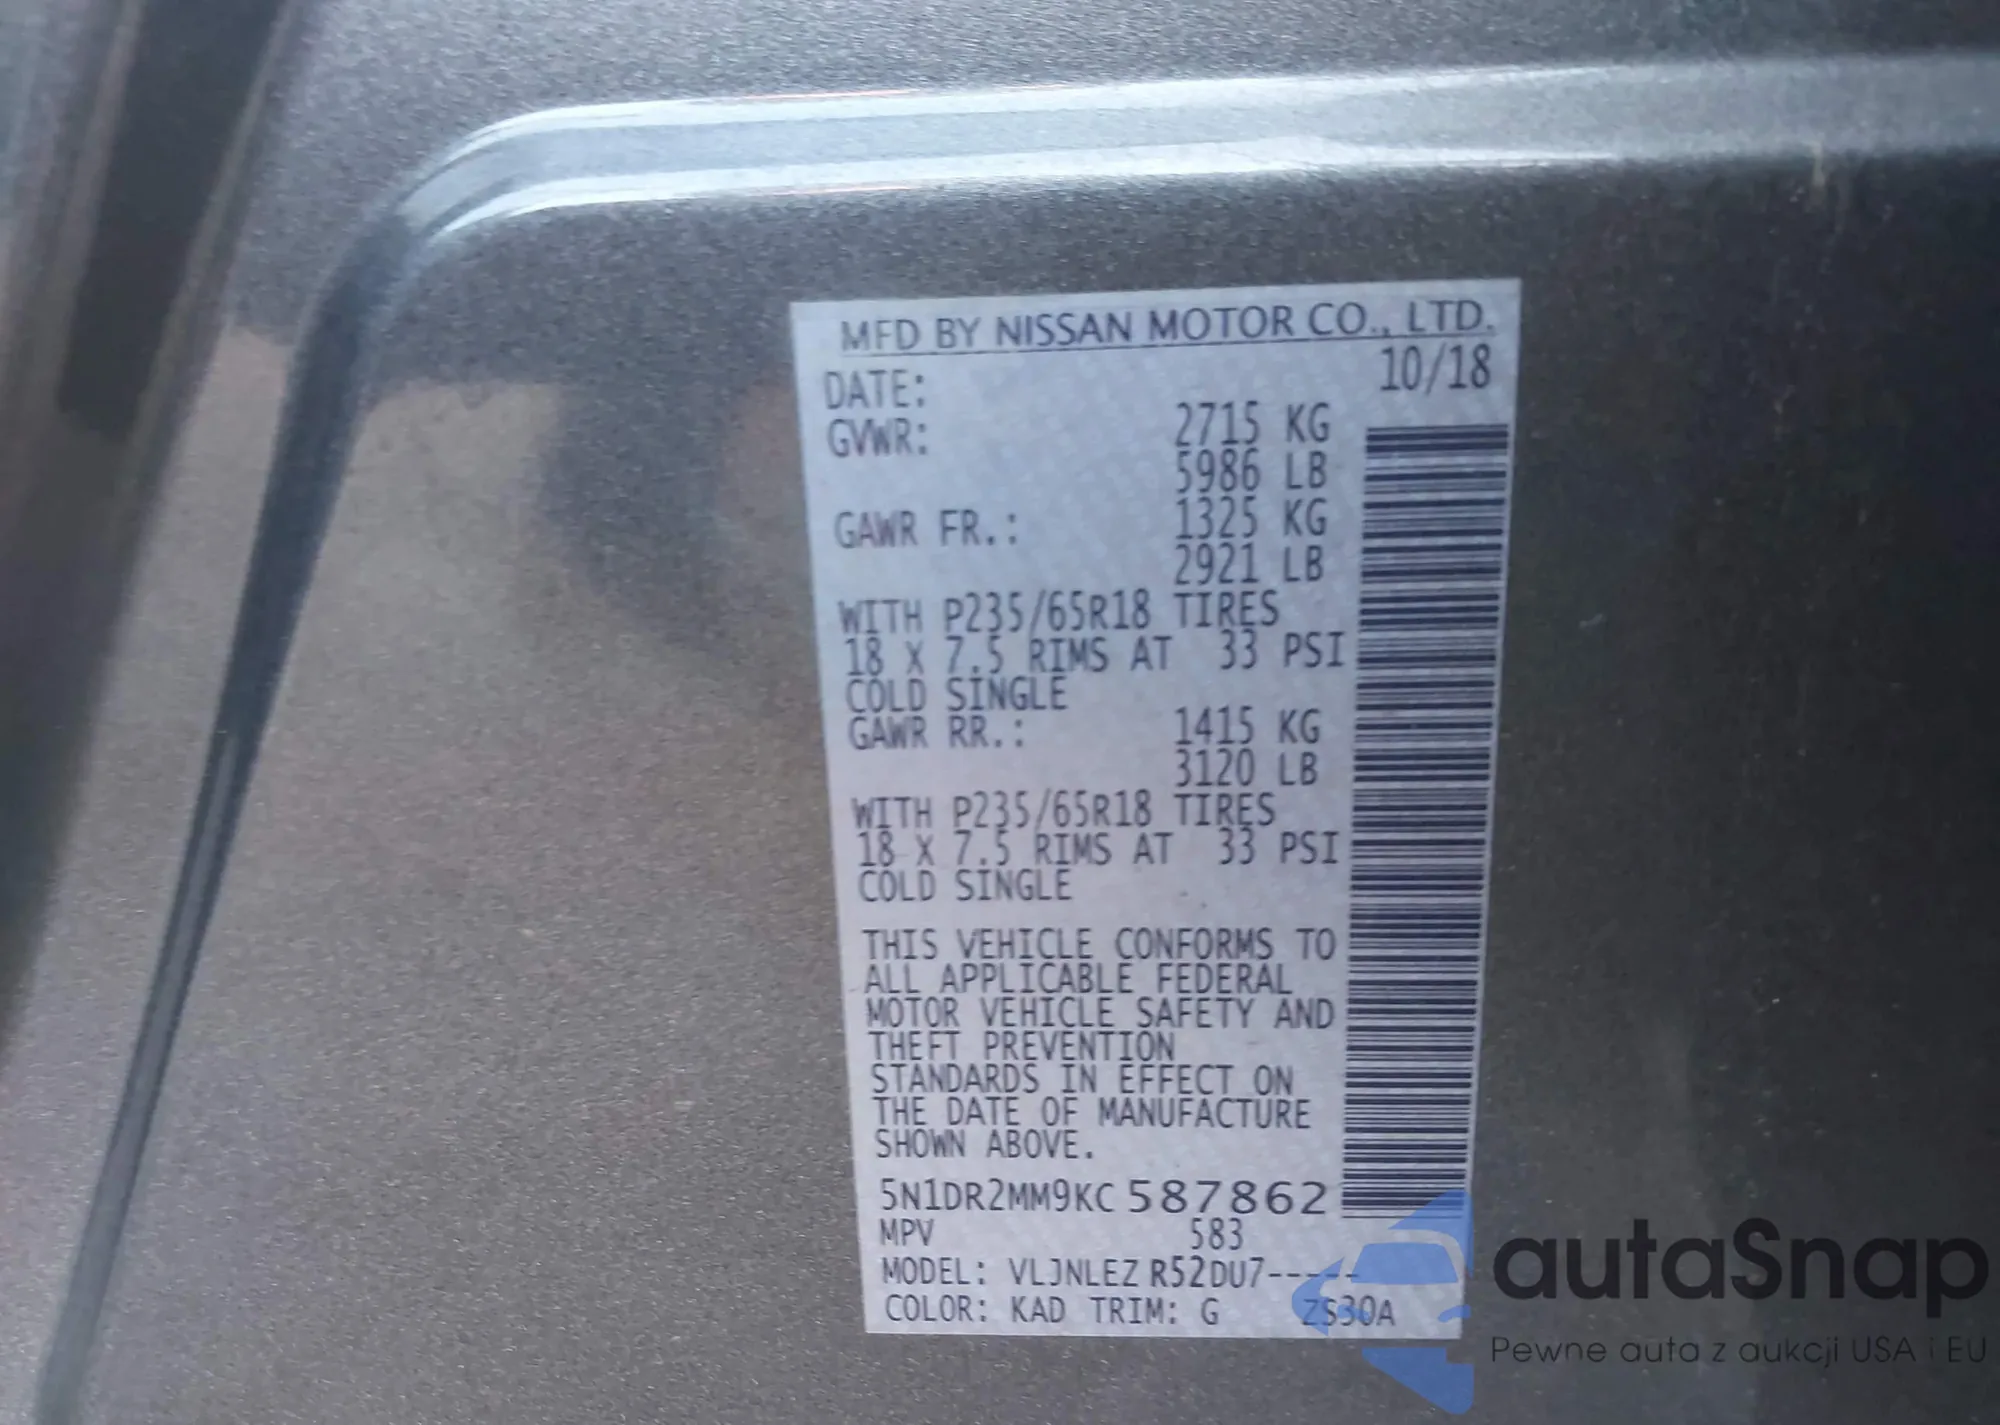 MFD BY NISSAN MOTOR CO., LTD.
DATE: 10/18
GVWR: 2715 KG
5986 LB
GAWR FR.: 1325 KG
2921 LB
WITH P235/65R18 TIRES
18 X 7.5 RIMS AT 33 PSI
COLD SINGLE
GAWR RR.: 1415 KG
3120 LB
WITH P235/65R18 TIRES
18 X 7.5 RIMS AT 33 PSI
COLD SINGLE
THIS VEHICLE CONFORMS TO
ALL APPLICABLE FEDERAL
MOTOR VEHICLE SAFETY AND
THEFT PREVENTION
STANDARDS IN EFFECT ON
THE DATE OF MANUFACTURE
SHOWN ABOVE.
5N1DR2MM9KC587862
MPV 583
MODEL: VLJNLEZ R52DU7-----
COLOR: KAD TRIM: G ZS30A
autaSnap
Pewne auta z aukcji USA i EU